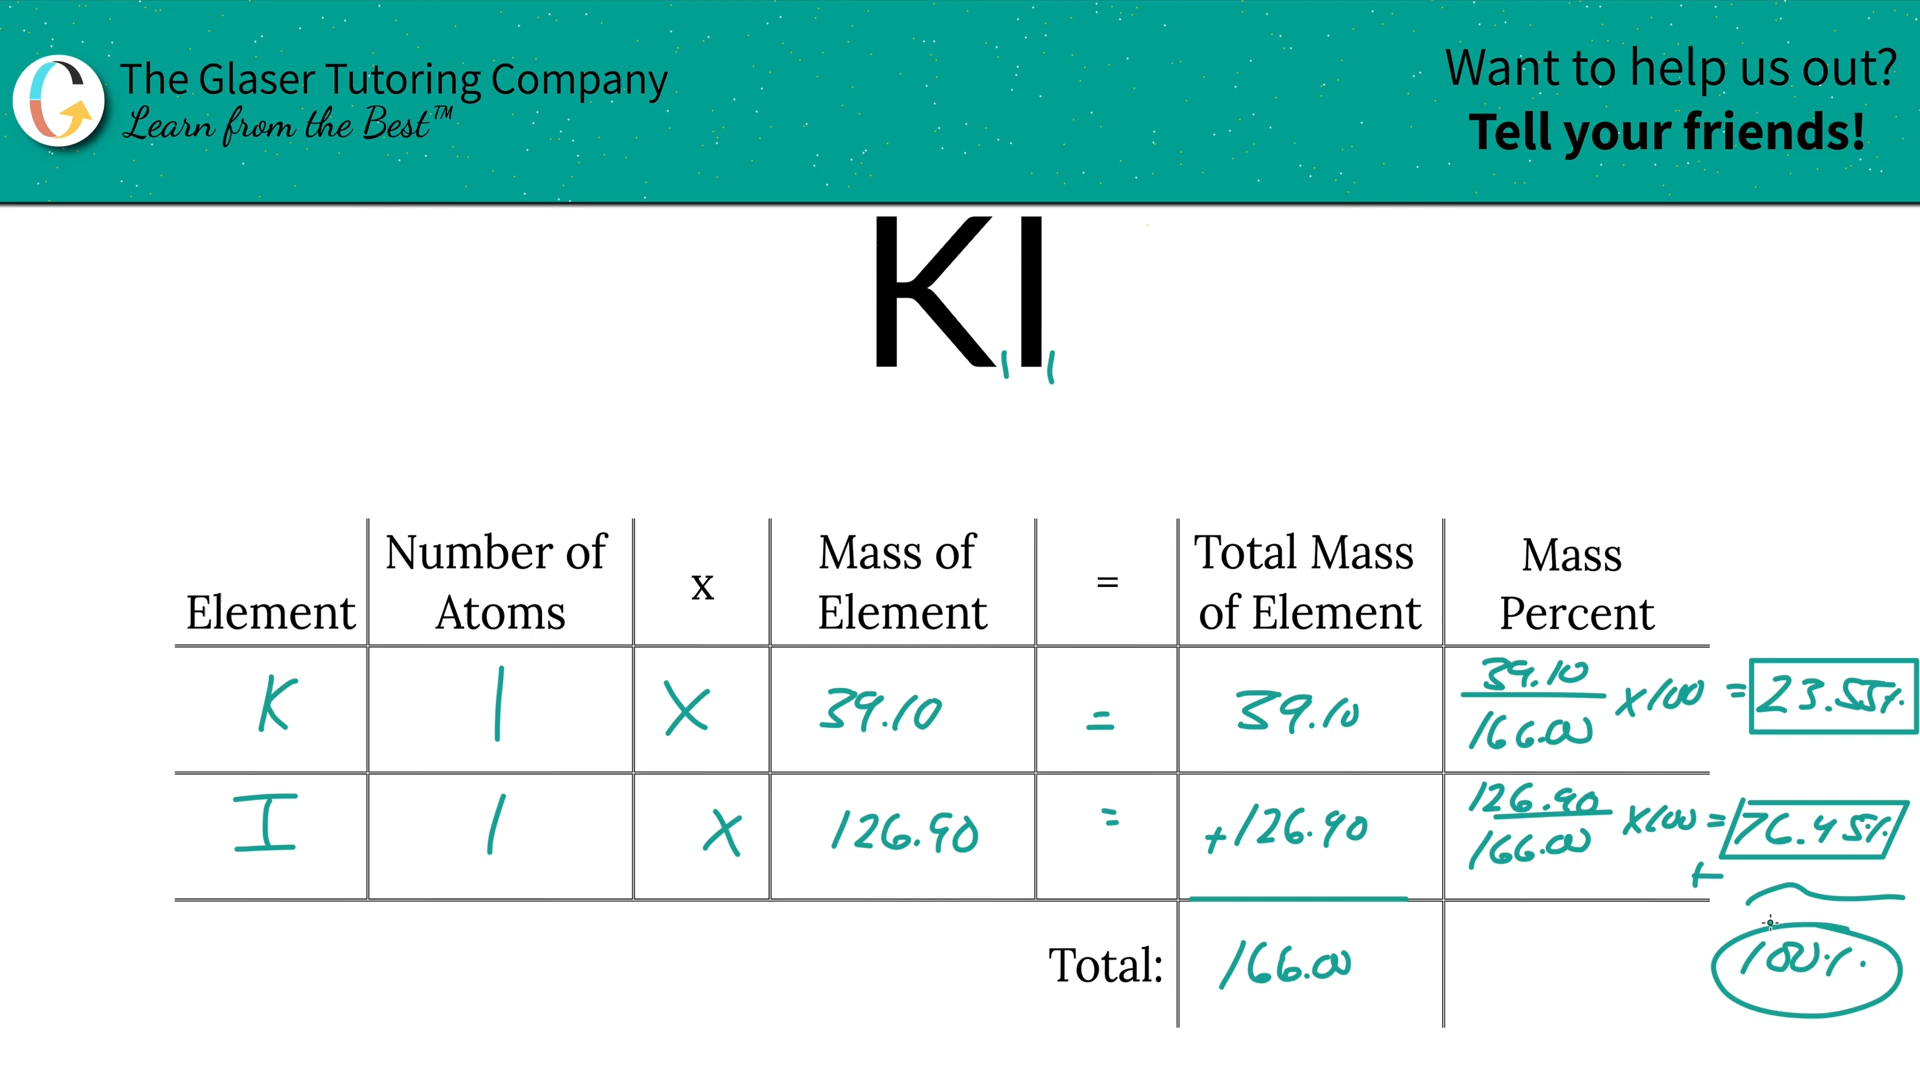 The Glaser Tutoring Company
Learn from the Best™
Want to help us out?
Tell your friends!
KI
1 1
Element Number of Atoms x Mass of Element = Total Mass of Element Mass Percent
K 1 x 39.10 = 39.10 39.10/166.00 x100 = 23.55%
I 1 x 126.90 = +126.90 126.90/166.00 x100 = 76.45%
+
Total: 166.00 100%.